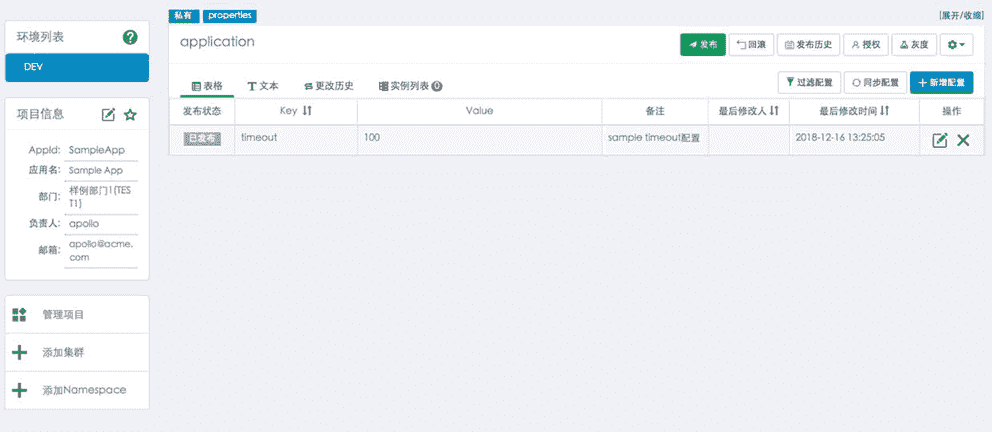 环境列表
DEV
项目信息
AppId: SampleApp
应用名: Sample App
部门: 样例部门1(TES
T1)
负责人: apollo
邮箱: apollo@acme.
com
管理项目
添加集群
添加Namespace
私有 properties [展开/收缩]
application 发布 回滚 发布历史 授权 灰度
表格 文本 更改历史 实例列表 0 过滤配置 同步配置 新增配置
发布状态 Key Value 备注 最后修改人 最后修改时间 操作
已发布 timeout 100 sample timeout配置 2018-12-16 13:25:05